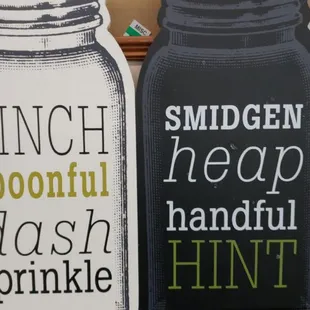 INCH
poonful
dash
prinkle
SMIDGEN
heap
handful
HINT